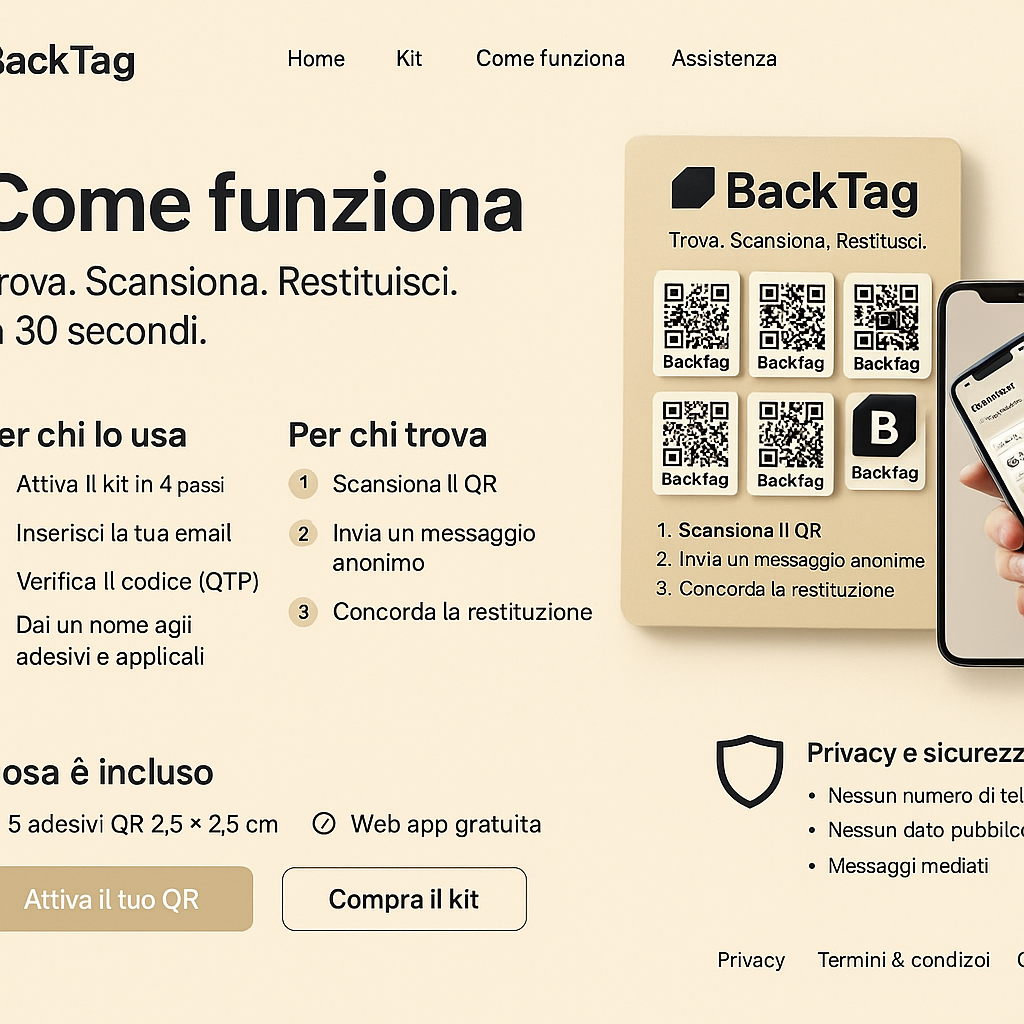 BackTag
Home Kit Come funziona Assistenza
Come funziona
rova. Scansiona. Restituisci.
30 secondi.
er chi lo usa
Attiva Il kit in 4 passi
Inserisci la tua email
Verifica Il codice (QTP)
Dai un nome agii
adesivi e applicali
Per chi trova
1 Scansiona ll QR
2 Invia un messaggio
anonimo
3 Concorda la restituzione
BackTag
Trova. Scansiona, Restitusci.
Backfag Backfag Backfag
B
Backfag Backfag Backfag
1. Scansiona Il QR
2. Invia un messaggio anonime
3. Concorda la restituzione
osa ê incluso
5 adesivi QR 2,5 × 2,5 cm Web app gratuita
Attiva il tuo QR Compra il kit
Prívacy e sicurezz
• Nessun numero di tel
• Nessun dato pubbilco
• Messaggi mediati
Privacy Termini & condizoi